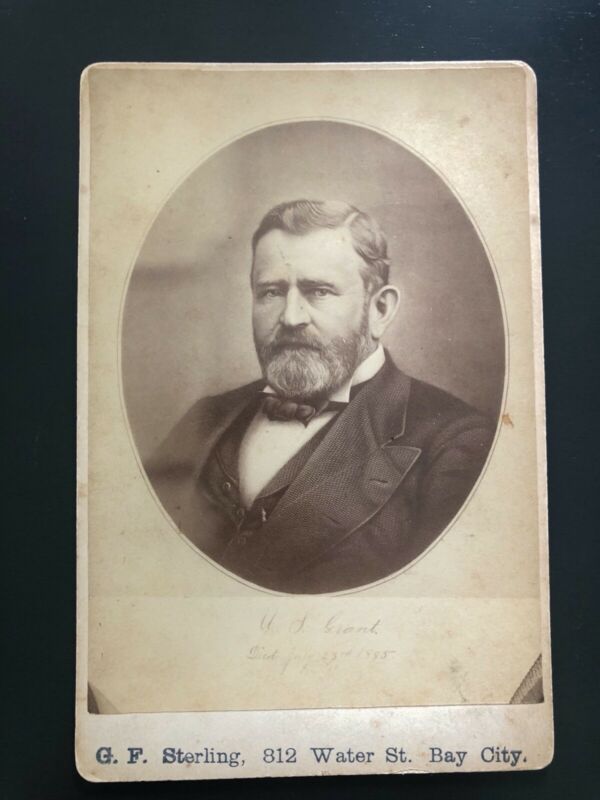 U. S. Grant.
Died July 23rd 1885.
G. F. Sterling, 812 Water St. Bay City.